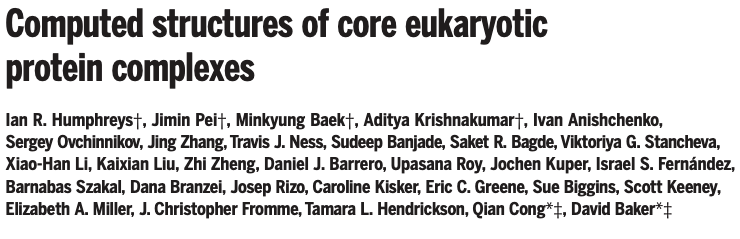 Computed structures of core eukaryotic
protein complexes
Ian R. Humphreys†, Jimin Pei†, Minkyung Baek†, Aditya Krishnakumar†, Ivan Anishchenko,
Sergey Ovchinnikov, Jing Zhang, Travis J. Ness, Sudeep Banjade, Saket R. Bagde, Viktoriya G. Stancheva,
Xiao-Han Li, Kaixian Liu, Zhi Zheng, Daniel J. Barrero, Upasana Roy, Jochen Kuper, Israel S. Fernández,
Barnabas Szakal, Dana Branzei, Josep Rizo, Caroline Kisker, Eric C. Greene, Sue Biggins, Scott Keeney,
Elizabeth A. Miller, J. Christopher Fromme, Tamara L. Hendrickson, Qian Cong*‡, David Baker*‡